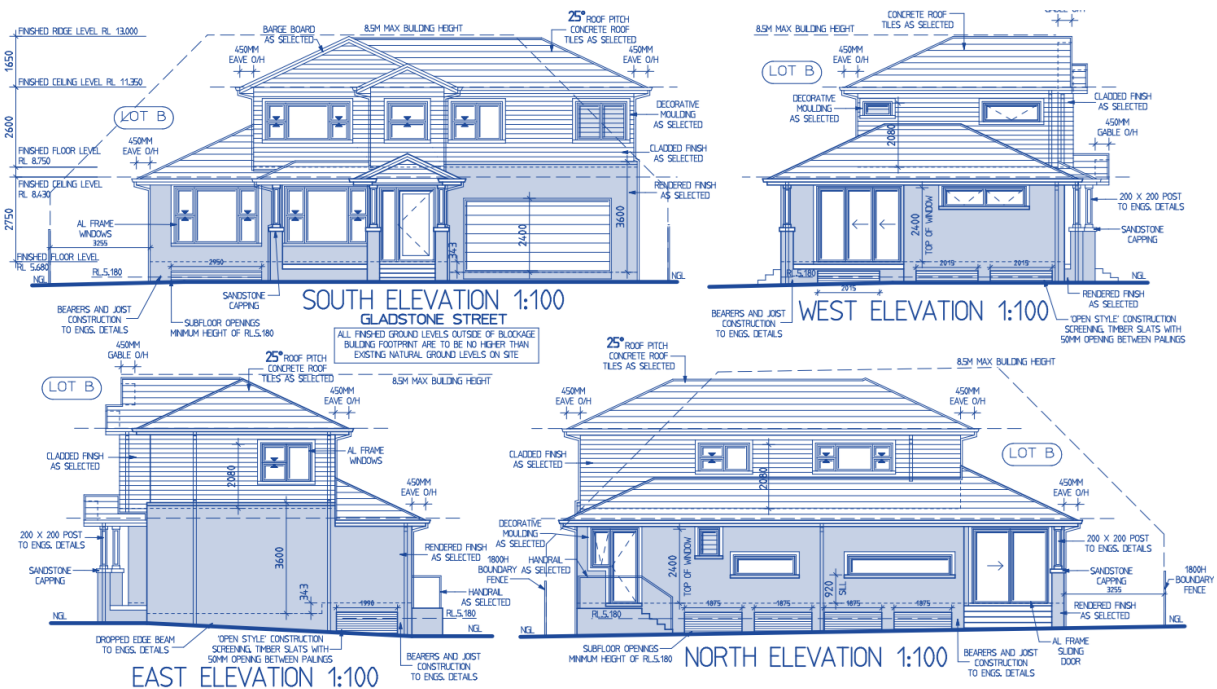 FINISHED RIDGE LEVEL RL 13.000
1650
FINISHED CEILING LEVEL RL 11.350
2600
FINISHED FLOOR LEVEL
RL 8.750
FINISHED CEILING LEVEL
RL 8.430
2750
FINISHED FLOOR LEVEL
RL 5.680
NGL
LOT B
450MM
EAVE O/H
450MM
EAVE O/H
BARGE BOARD
AS SELECTED
8.5M MAX BUILDING HEIGHT
25° ROOF PITCH
CONCRETE ROOF
TILES AS SELECTED
450MM
EAVE O/H
DECORATIVE
MOULDING
AS SELECTED
CLADDED FINISH
AS SELECTED
RENDERED FINISH
AS SELECTED
3600
2400
343
AL FRAME
WINDOWS
3255
2950
RL.5.180
BEARERS AND JOIST
CONSTRUCTION
TO ENGS. DETAILS
SUBFLOOR OPENINGS
MINIMUM HEIGHT OF RL.5.180
SANDSTONE
CAPPING
NGL
SOUTH ELEVATION 1:100
GLADSTONE STREET
ALL FINISHED GROUND LEVELS OUTSIDE OF BLOCKAGE
BUILDING FOOTPRINT ARE TO BE NO HIGHER THAN
EXISTING NATURAL GROUND LEVELS ON SITE
CONCRETE ROOF
TILES AS SELECTED
GABLE O/H
8.5M MAX BUILDING HEIGHT
450MM
EAVE O/H
LOT B
DECORATIVE
MOULDING
AS SELECTED
2080
CLADDED FINISH
AS SELECTED
450MM
GABLE O/H
200 X 200 POST
TO ENGS. DETAILS
SANDSTONE
CAPPING
2400
TOP OF WINDOW
NGL
RL.5.180
2015
2015
2015
NGL
BEARERS AND JOIST
CONSTRUCTION
TO ENGS. DETAILS
RENDERED FINISH
AS SELECTED
'OPEN STYLE' CONSTRUCTION
SCREENING, TIMBER SLATS WITH
50MM OPENING BETWEEN PAILINGS
WEST ELEVATION 1:100
450MM
GABLE O/H
25° ROOF PITCH
CONCRETE ROOF
TILES AS SELECTED
8.5M MAX BUILDING HEIGHT
LOT B
450MM
EAVE O/H
CLADDED FINISH
AS SELECTED
2080
AL FRAME
WINDOWS
450MM
EAVE O/H
200 X 200 POST
TO ENGS. DETAILS
SANDSTONE
CAPPING
3600
343
RENDERED FINISH
AS SELECTED
HANDRAIL
AS SELECTED
RL.5.180
1990
NGL
NGL
DROPPED EDGE BEAM
TO ENGS. DETAILS
'OPEN STYLE' CONSTRUCTION
SCREENING, TIMBER SLATS WITH
50MM OPENING BETWEEN PAILINGS
BEARERS AND JOIST
CONSTRUCTION
TO ENGS. DETAILS
EAST ELEVATION 1:100
25° ROOF PITCH
CONCRETE ROOF
TILES AS SELECTED
8.5M MAX BUILDING HEIGHT
450MM
EAVE O/H
450MM
EAVE O/H
LOT B
CLADDED FINISH
AS SELECTED
2080
450MM
EAVE O/H
DECORATIVE
MOULDING
AS SELECTED
HANDRAIL
AS SELECTED
1800H
BOUNDARY
FENCE
2400
TOP OF WINDOW
920
SILL
200 X 200 POST
TO ENGS. DETAILS
SANDSTONE
CAPPING
3255
1800H
BOUNDARY
FENCE
RENDERED FINISH
AS SELECTED
RL.5.180
1875
1875
1875
1875
NGL
NGL
SUBFLOOR OPENINGS
MINIMUM HEIGHT OF RL.5.180
AL FRAME
SLIDING
DOOR
BEARERS AND JOIST
CONSTRUCTION
TO ENGS. DETAILS
NORTH ELEVATION 1:100